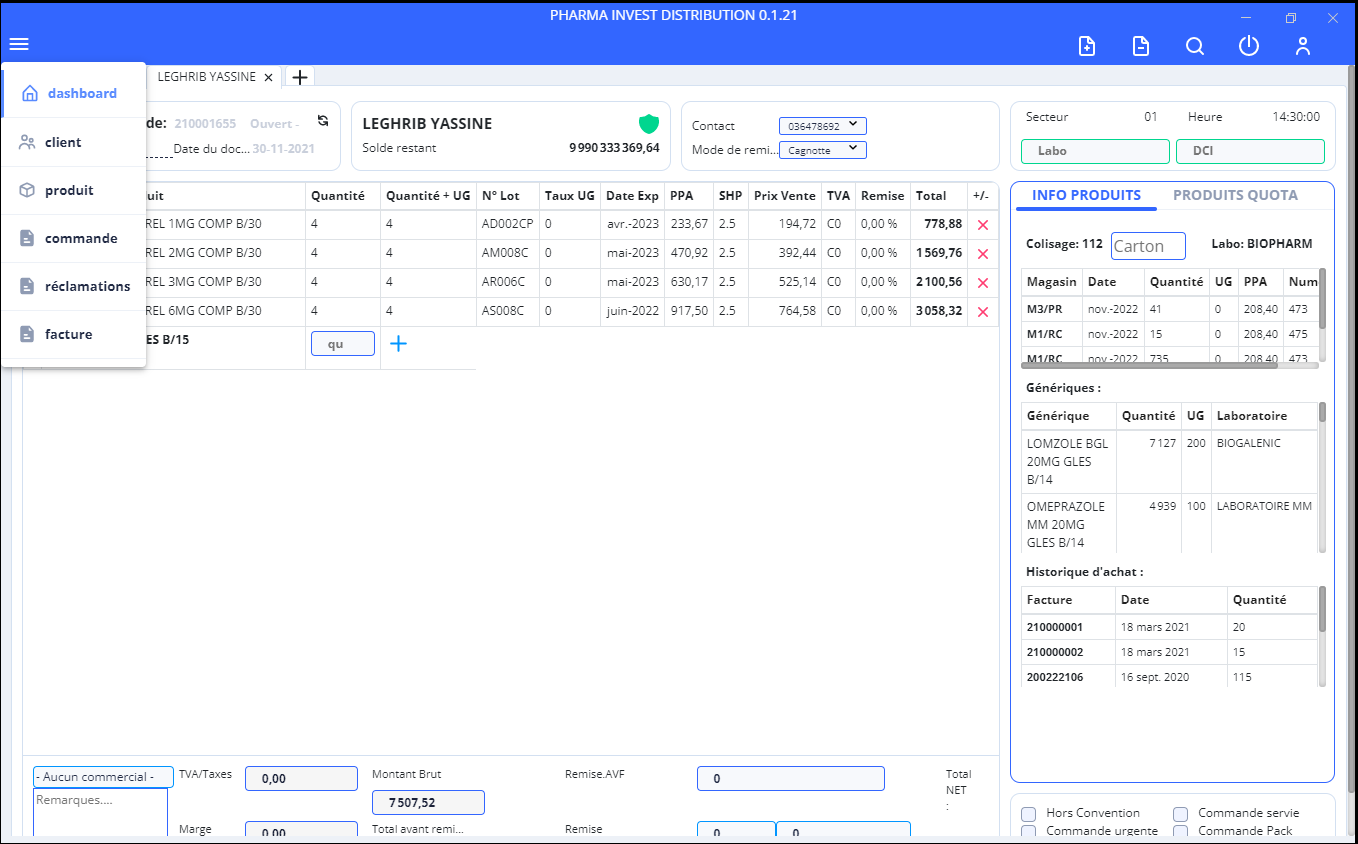 PHARMA INVEST DISTRIBUTION 0.1.21
LEGHRIB YASSINE
dashboard
client
produit
commande
réclamations
facture
de: 210001655 Ouvert -
Date du doc... 30-11-2021
LEGHRIB YASSINE
Solde restant 9 990 333 369,64
Contact 036478692
Mode de remi... Cagnotte
Secteur 01 Heure 14:30:00
Labo DCI
uit Quantité Quantité + UG N° Lot Taux UG Date Exp PPA SHP Prix Vente TVA Remise Total +/-
REL 1MG COMP B/30 4 4 AD002CP 0 avr.-2023 233,67 2.5 194,72 C0 0,00 % 778,88
REL 2MG COMP B/30 4 4 AM008C 0 mai-2023 470,92 2.5 392,44 C0 0,00 % 1 569,76
REL 3MG COMP B/30 4 4 AR006C 0 mai-2023 630,17 2.5 525,14 C0 0,00 % 2 100,56
REL 6MG COMP B/30 4 4 AS008C 0 juin-2022 917,50 2.5 764,58 C0 0,00 % 3 058,32
ES B/15 qu
INFO PRODUITS PRODUITS QUOTA
Colisage: 112 Carton Labo: BIOPHARM
Magasin Date Quantité UG PPA Num
M3/PR nov.-2022 41 0 208,40 473
M1/RC nov.-2022 15 0 208,40 475
M1/RC nov.-2022 735 0 208,40 473
Génériques :
Générique Quantité UG Laboratoire
LOMZOLE BGL 7 127 200 BIOGALENIC
20MG GLES
B/14
OMEPRAZOLE 4 939 100 LABORATOIRE MM
MM 20MG
GLES B/14
Historique d'achat :
Facture Date Quantité
210000001 18 mars 2021 20
210000002 18 mars 2021 15
200222106 16 sept. 2020 115
- Aucun commercial -
Remarques....
TVA/Taxes 0,00
Montant Brut
7 507,52
Remise.AVF 0
Total
NET
:
Marge 0,00
Total avant remi...
Remise 0 0
Hors Convention Commande servie
Commande urgente Commande Pack